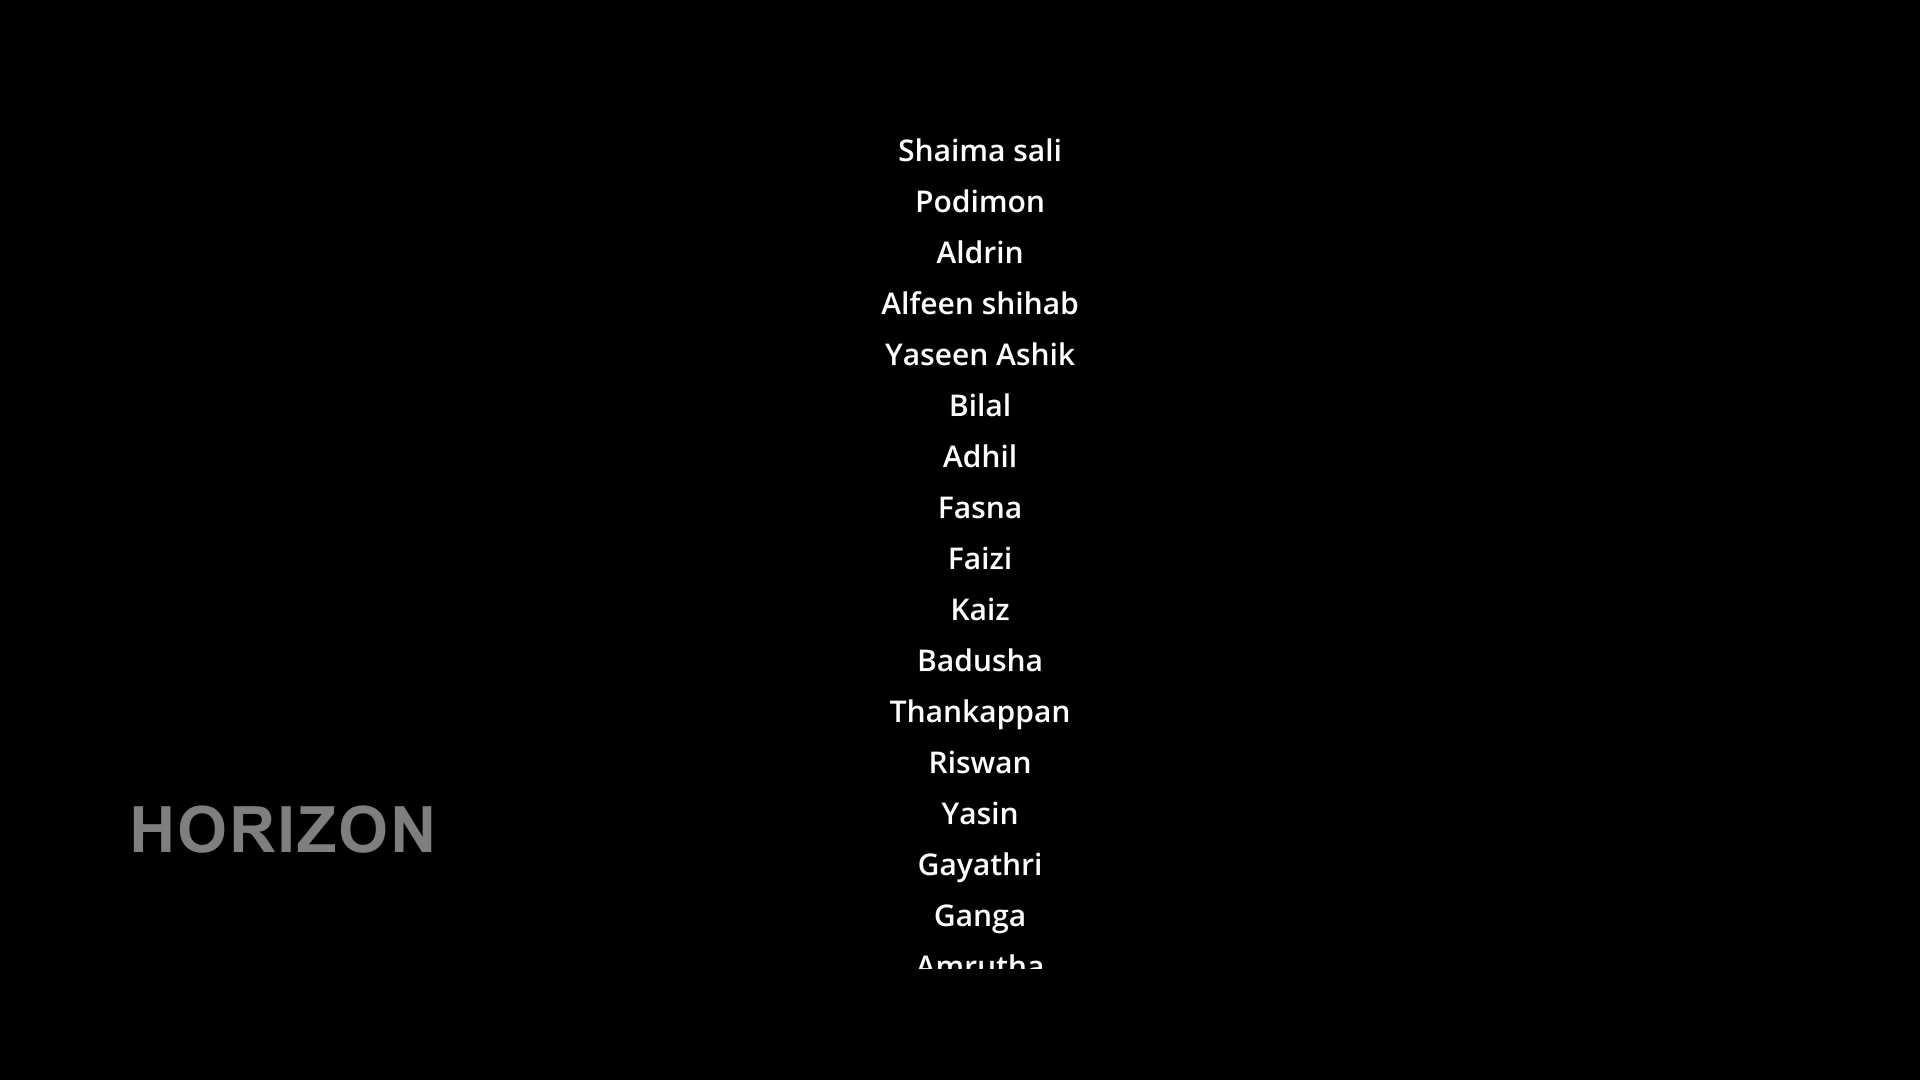 Shaima sali
Podimon
Aldrin
Alfeen shihab
Yaseen Ashik
Bilal
Adhil
Fasna
Faizi
Kaiz
Badusha
Thankappan
Riswan
Yasin
Gayathri
Ganga
Amrutha
HORIZON